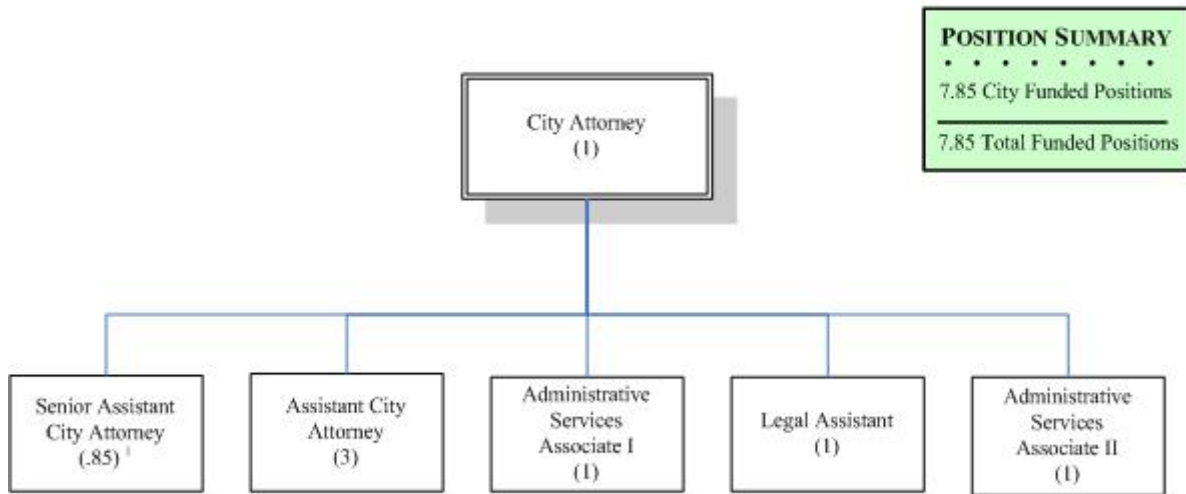 POSITION SUMMARY
7.85 City Funded Positions
7.85 Total Funded Positions
City Attorney
(1)
Senior Assistant
City Attorney
(.85) 1
Assistant City
Attorney
(3)
Administrative
Services
Associate I
(1)
Legal Assistant
(1)
Administrative
Services
Associate II
(1)